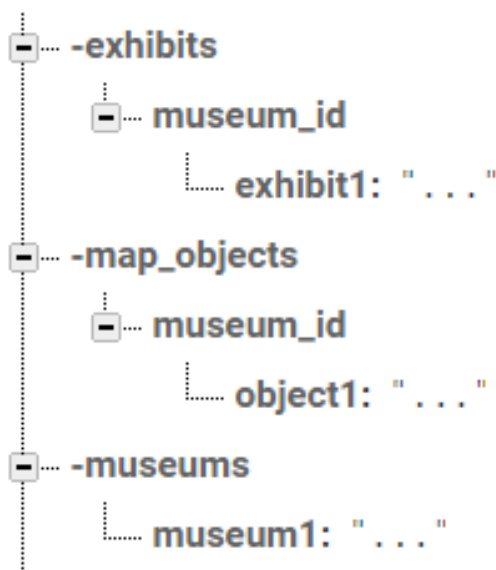 -exhibits
museum_id
exhibit1: "..."
-map_objects
museum_id
object1: "..."
-museums
museum1: "..."